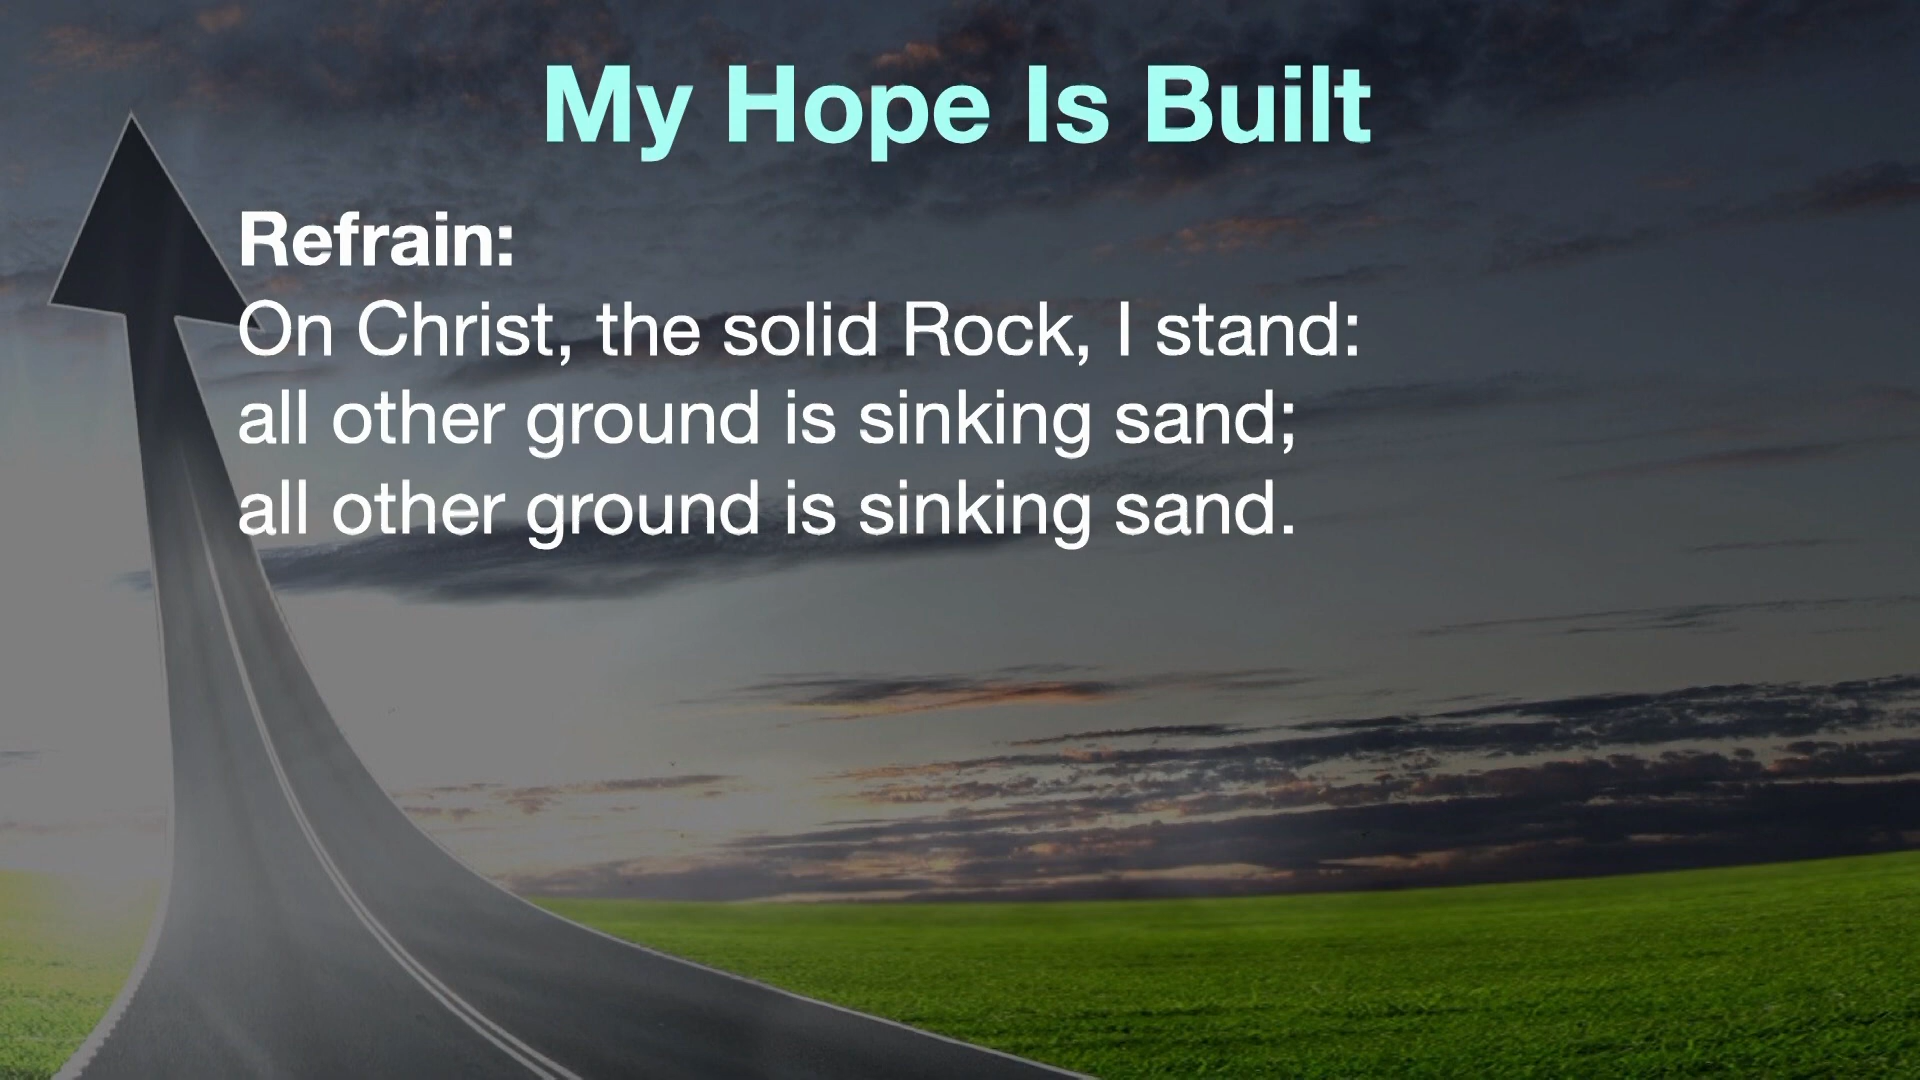 My Hope Is Built
Refrain:
On Christ, the solid Rock, I stand:
all other ground is sinking sand;
all other ground is sinking sand.